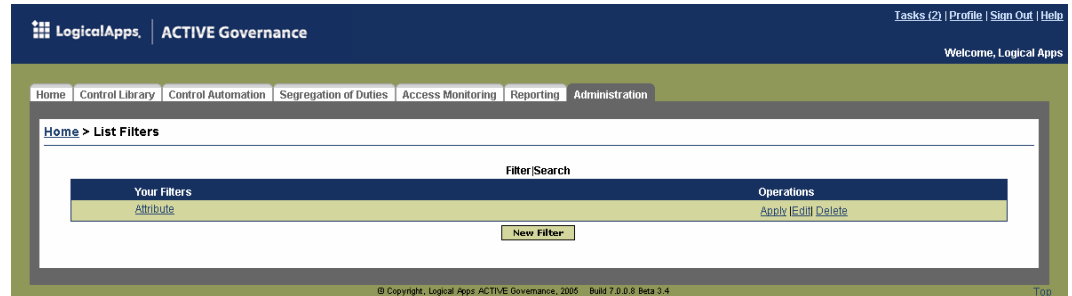 Tasks (2) | Profile | Sign Out | Help
LogicalApps. ACTIVE Governance
Welcome, Logical Apps
Home Control Library Control Automation Segregation of Duties Access Monitoring Reporting Administration
Home > List Filters
Filter|Search
Your Filters Operations
Attribute Apply |Edit| Delete
New Filter
© Copyright, Logical Apps ACTIVE Governance, 2005 Build 7.0.0.8 Beta 3.4
Top